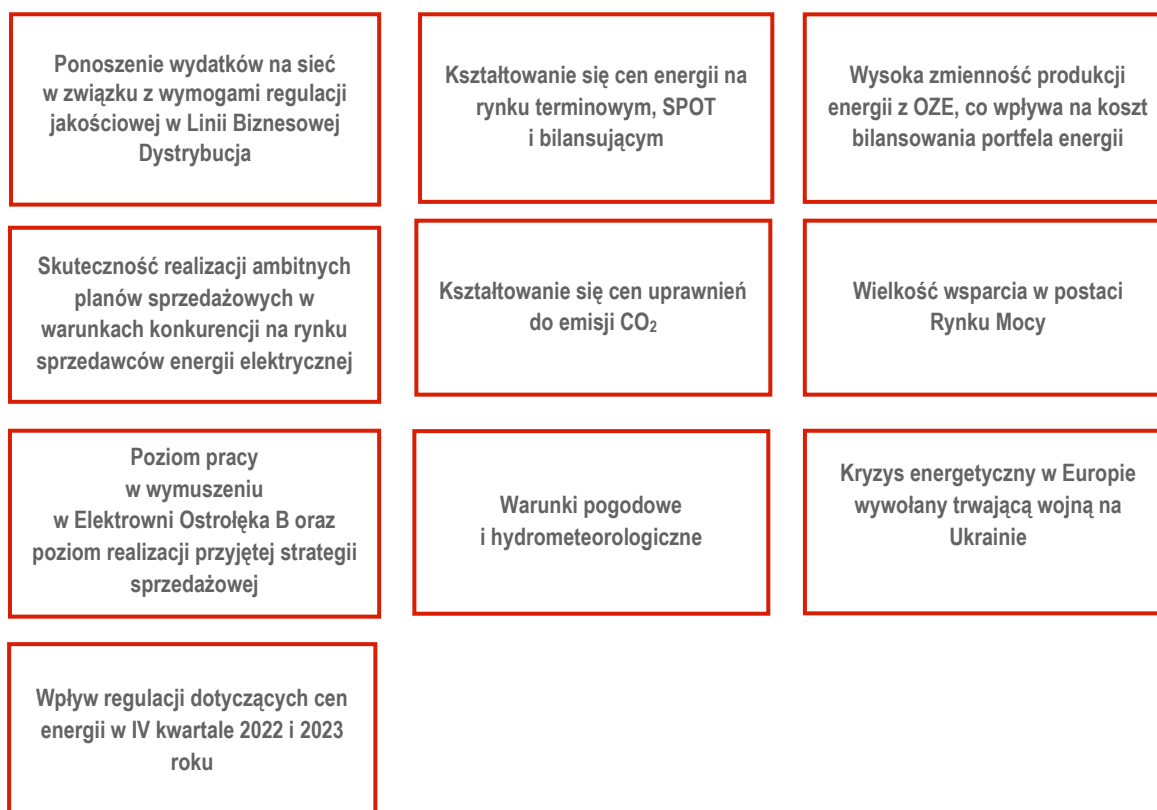 Ponoszenie wydatków na sieć
w związku z wymogami regulacji
jakościowej w Linii Biznesowej
Dystrybucja
Kształtowanie się cen energii na
rynku terminowym, SPOT
i bilansującym
Wysoka zmienność produkcji
energii z OZE, co wpływa na koszt
bilansowania portfela energii
Skuteczność realizacji ambitnych
planów sprzedażowych w
warunkach konkurencji na rynku
sprzedawców energii elektrycznej
Kształtowanie się cen uprawnień
do emisji CO₂
Wielkość wsparcia w postaci
Rynku Mocy
Poziom pracy
w wymuszeniu
w Elektrowni Ostrołęka B oraz
poziom realizacji przyjętej strategii
sprzedażowej
Warunki pogodowe
i hydrometeorologiczne
Kryzys energetyczny w Europie
wywołany trwającą wojną na
Ukrainie
Wpływ regulacji dotyczących cen
energii w IV kwartale 2022 i 2023
roku